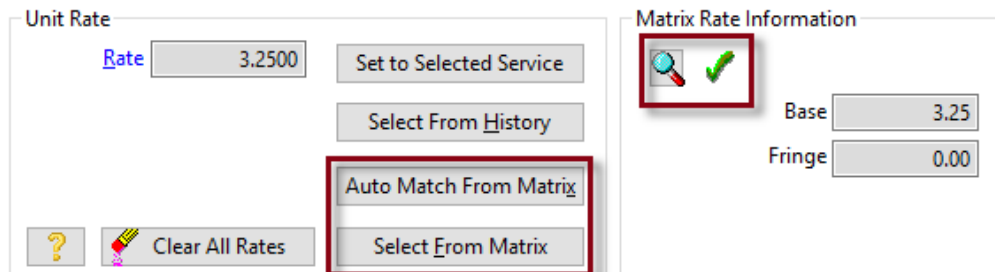 Unit Rate
Rate 3.2500
Set to Selected Service
Select From History
Auto Match From Matrix
? Clear All Rates
Select From Matrix
Matrix Rate Information
Base 3.25
Fringe 0.00